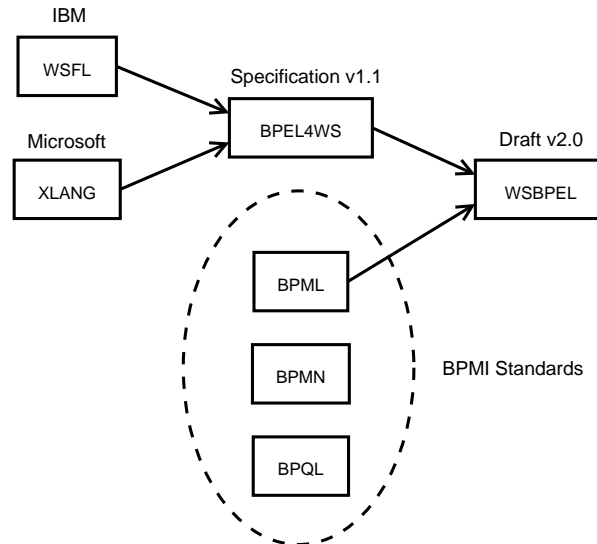 IBM
WSFL
Specification v1.1
BPEL4WS
Microsoft
XLANG
Draft v2.0
WSBPEL
BPML
BPMN
BPMI Standards
BPQL